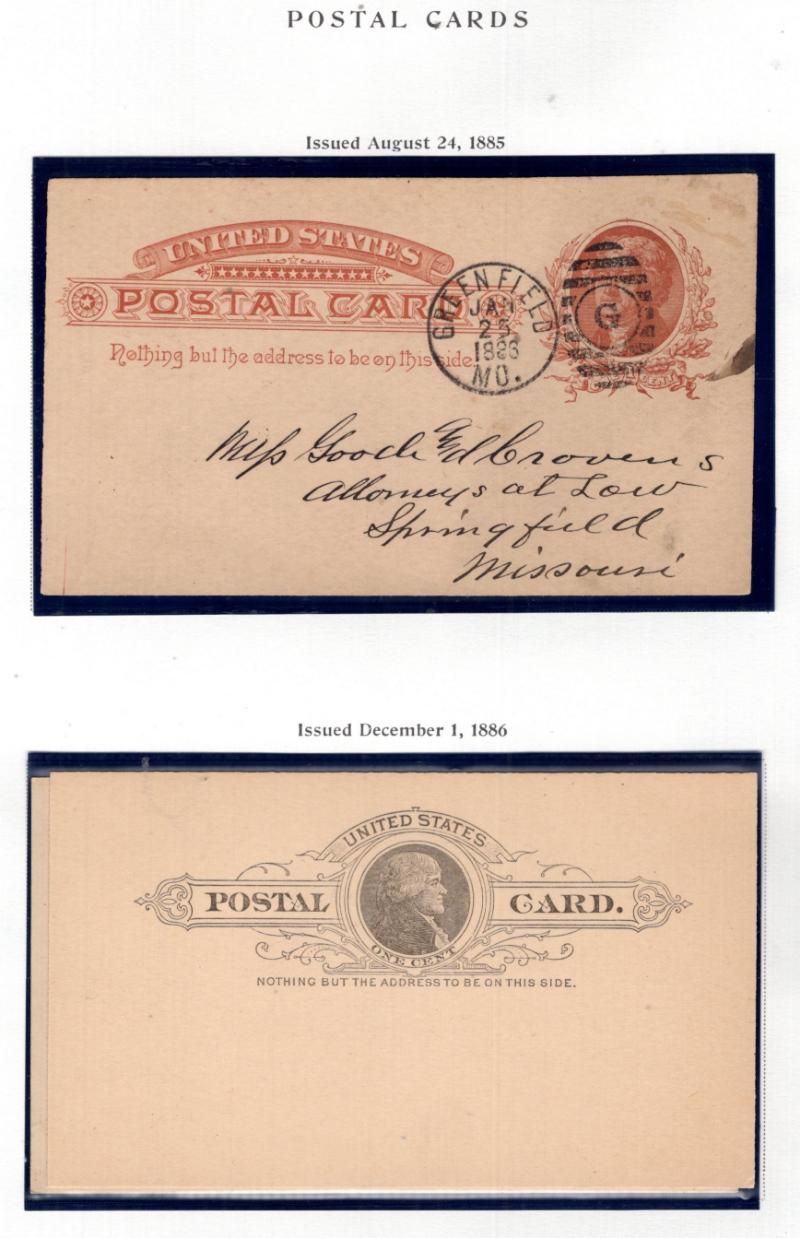 POSTAL CARDS
Issued August 24, 1885
UNITED STATES
POSTAL CARD
Nothing but the address to be on this side.
GREENFIELD
JAN
25
1886
MO.
G
Mess Goode & Cravens
Attorneys at Law
Springfield
Missouri
Issued December 1, 1886
UNITED STATES
POSTAL CARD.
ONE CENT
NOTHING BUT THE ADDRESS TO BE ON THIS SIDE.